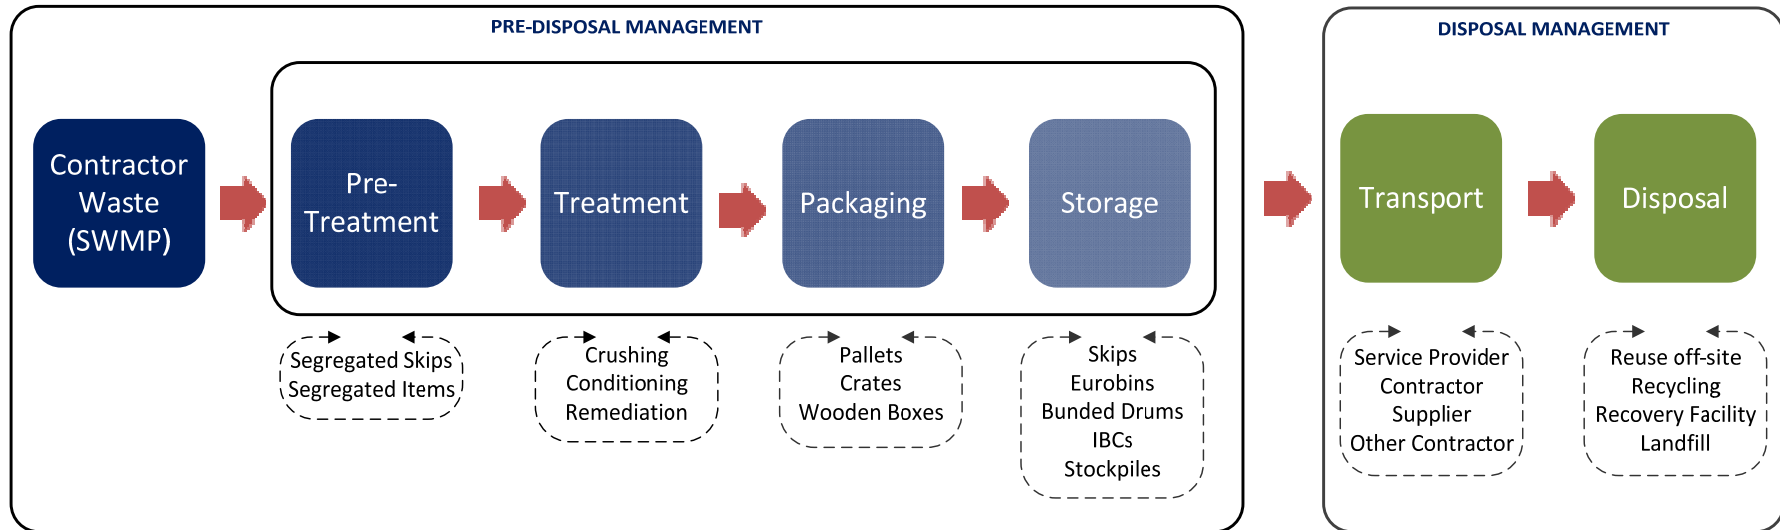 PRE-DISPOSAL MANAGEMENT
DISPOSAL MANAGEMENT
Contractor
Waste
(SWMP)
Pre-
Treatment
Treatment
Packaging
Storage
Transport
Disposal
Segregated Skips
Segregated Items
Crushing
Conditioning
Remediation
Pallets
Crates
Wooden Boxes
Skips
Eurobins
Bunded Drums
IBCs
Stockpiles
Service Provider
Contractor
Supplier
Other Contractor
Reuse off-site
Recycling
Recovery Facility
Landfill